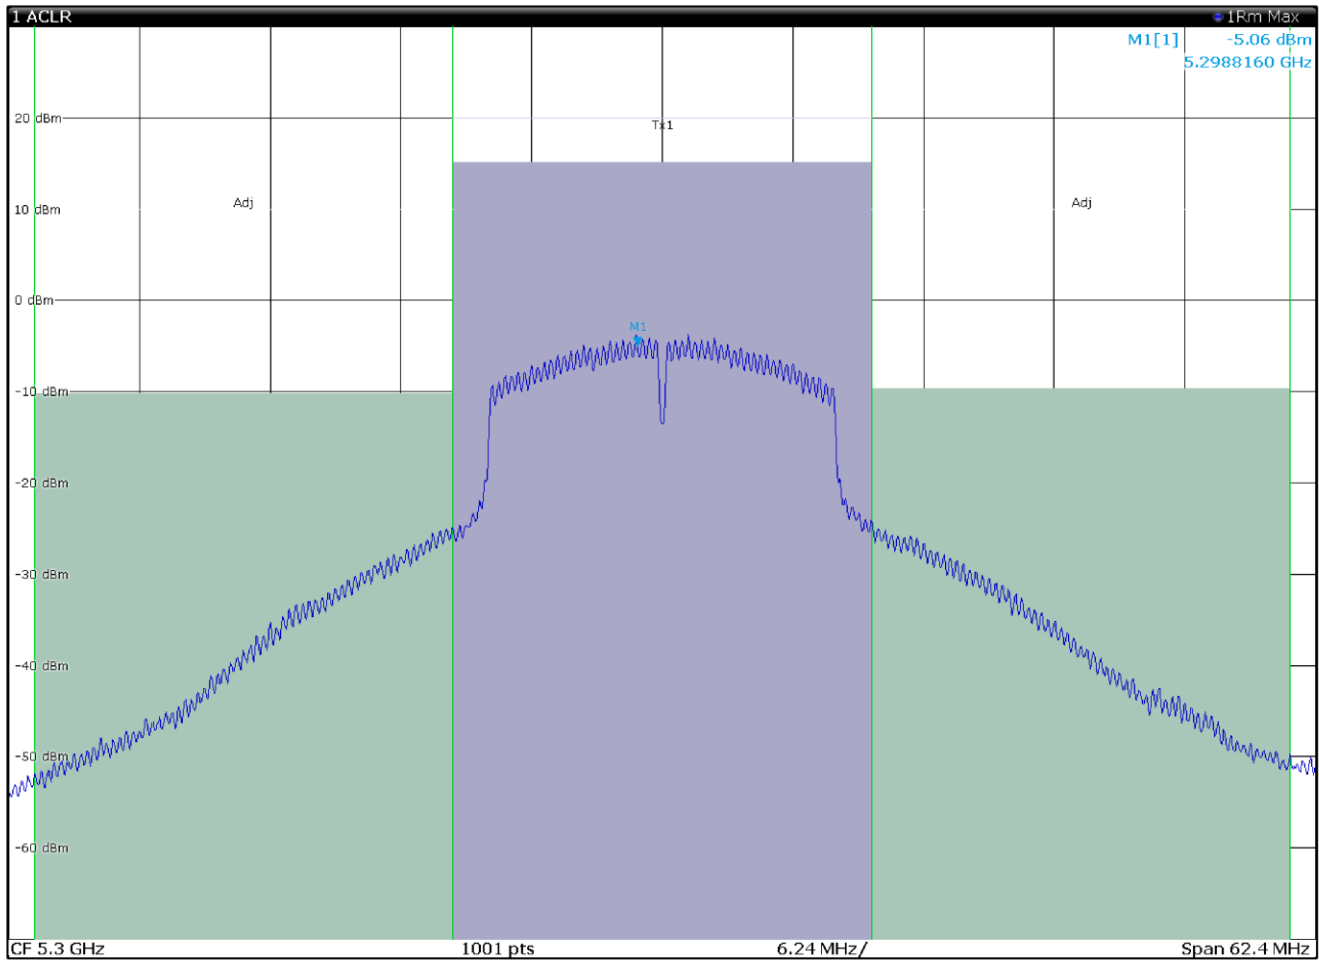 1 ACLR
1Rm Max
M1[1] -5.06 dBm
5.2988160 GHz
20 dBm
Tx1
Adj
Adj
10 dBm
0 dBm
M1
-10 dBm
-20 dBm
-30 dBm
-40 dBm
-50 dBm
-60 dBm
CF 5.3 GHz 1001 pts 6.24 MHz/ Span 62.4 MHz